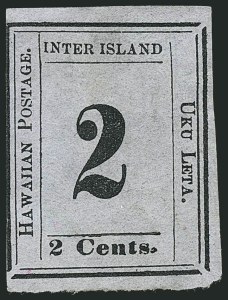 INTER ISLAND
HAWAIIAN POSTAGE.
2
UKU LETA.
2 Cents.